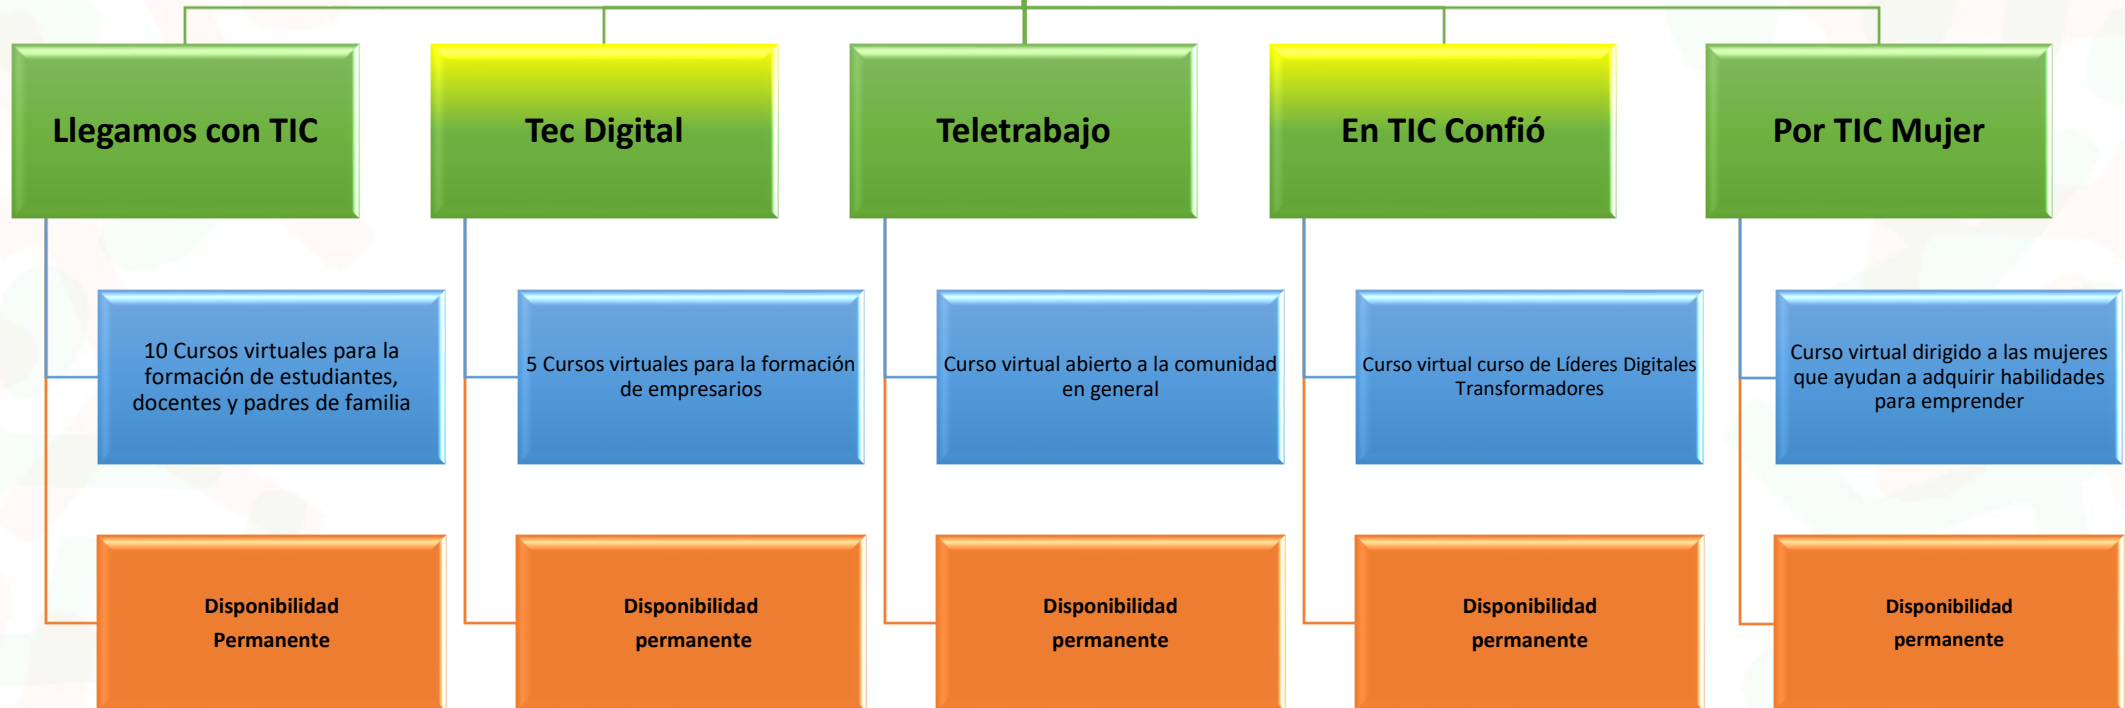 Llegamos con TIC
Tec Digital
Teletrabajo
En TIC Confió
Por TIC Mujer
10 Cursos virtuales para la
formación de estudiantes,
docentes y padres de familia
5 Cursos virtuales para la formación
de empresarios
Curso virtual abierto a la comunidad
en general
Curso virtual curso de Líderes Digitales
Transformadores
Curso virtual dirigido a las mujeres
que ayudan a adquirir habilidades
para emprender
Disponibilidad
Permanente
Disponibilidad
permanente
Disponibilidad
permanente
Disponibilidad
permanente
Disponibilidad
permanente